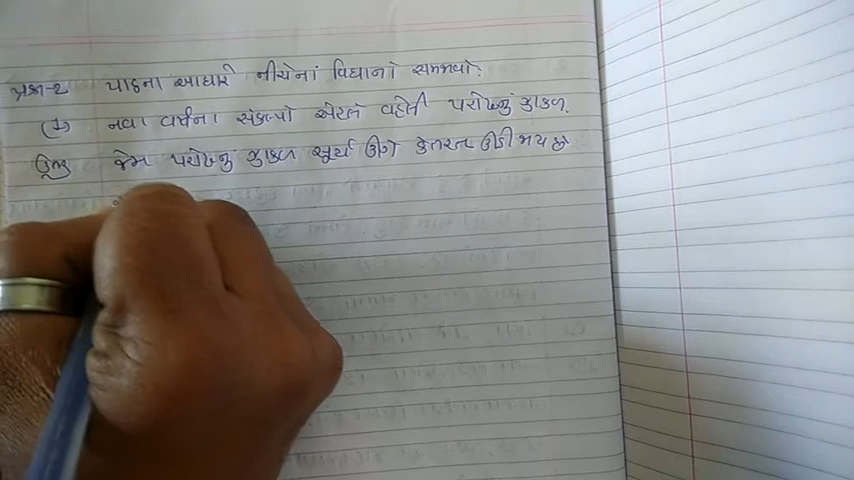 પ્રશ્ન-૨ પાઠના આધારે નીચેનાં વિધાનો સમજાવો:
(1) નવા વર્ષના સંકલ્પો એટલે વહેલી પરોઢનું ઝાકળ.
ઉત્તર જેમ પરોઢનું ઝાકળ સૂર્ય ઊગે કે તરત ઊડી જાય છે